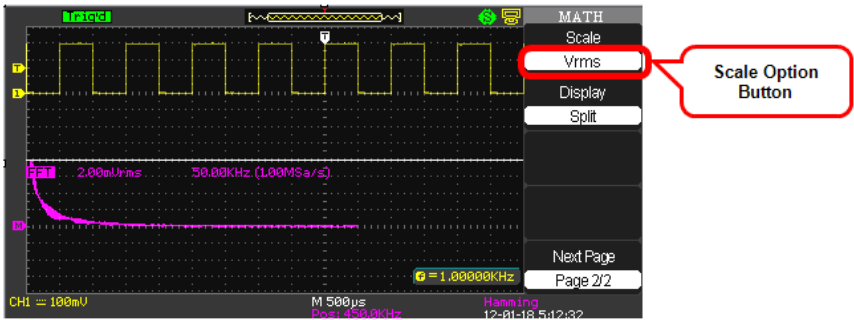 Trig'd
S
MATH
Scale
Vrms
Scale Option
Button
Display
Split
T
T
1
FFT 2.00mVrms 50.00KHz (1.00MSa/s)
M
Next Page
Page 2/2
f=1.00000KHz
CH1 100mV M 500µs Hamming
Pos: 450.0KHz 12-01-18 5:12:32